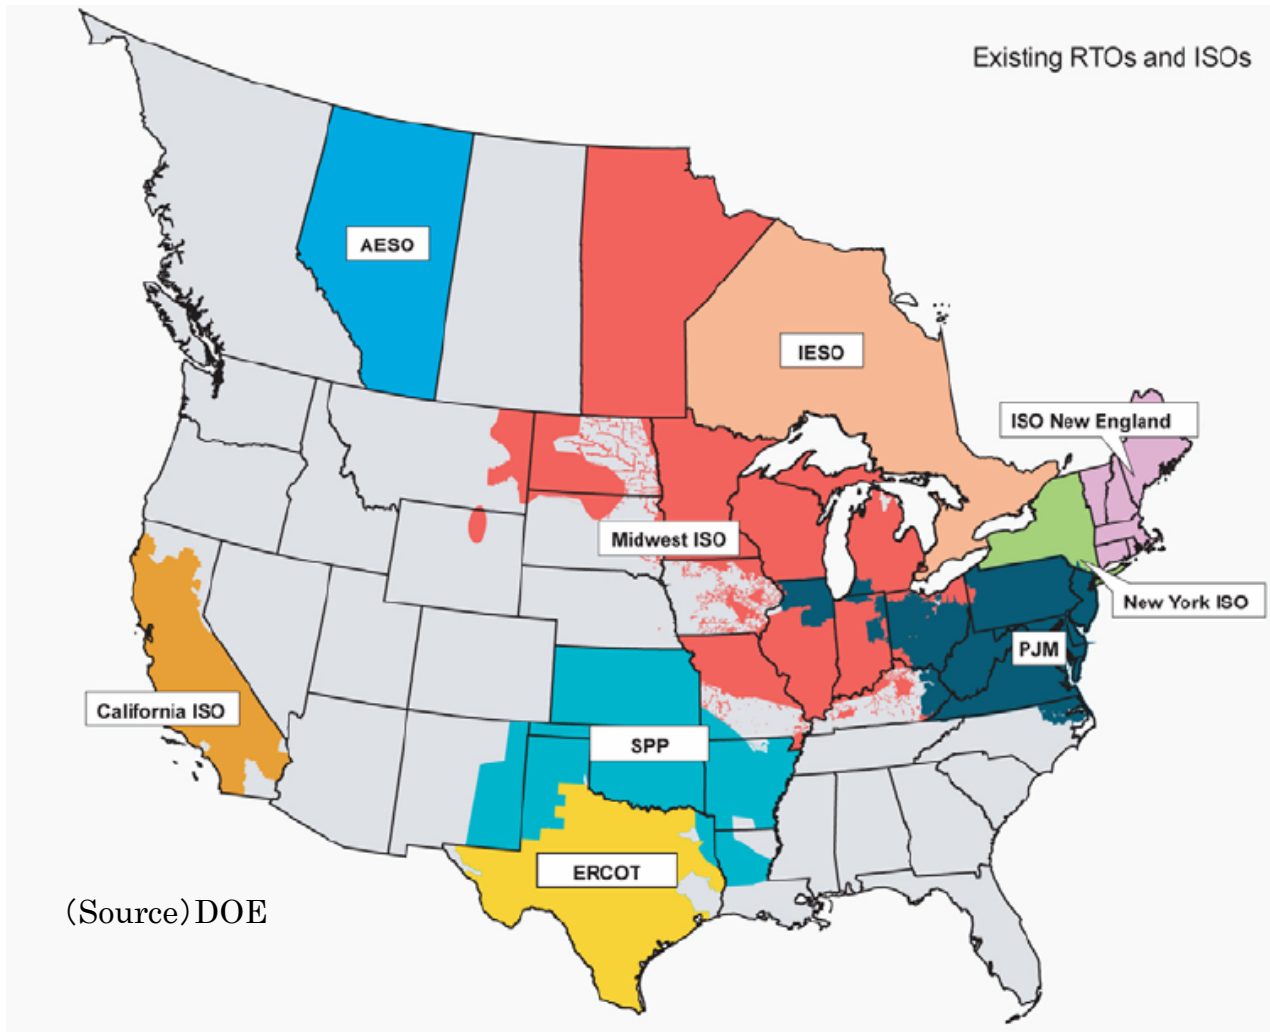 Existing RTOs and ISOs
AESO
IESO
ISO New England
Midwest ISO
New York ISO
PJM
California ISO
SPP
ERCOT
(Source)DOE